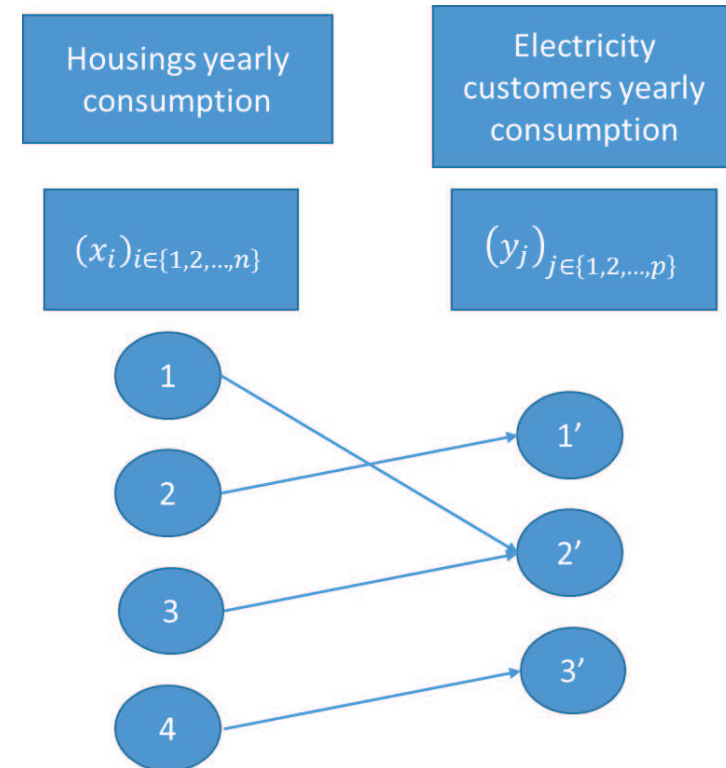 Housings yearly
consumption
Electricity
customers yearly
consumption
(x_i)_{i∈{1,2,…,n}}
(y_j)_{j∈{1,2,…,p}}
1
2
3
4
1’
2’
3’